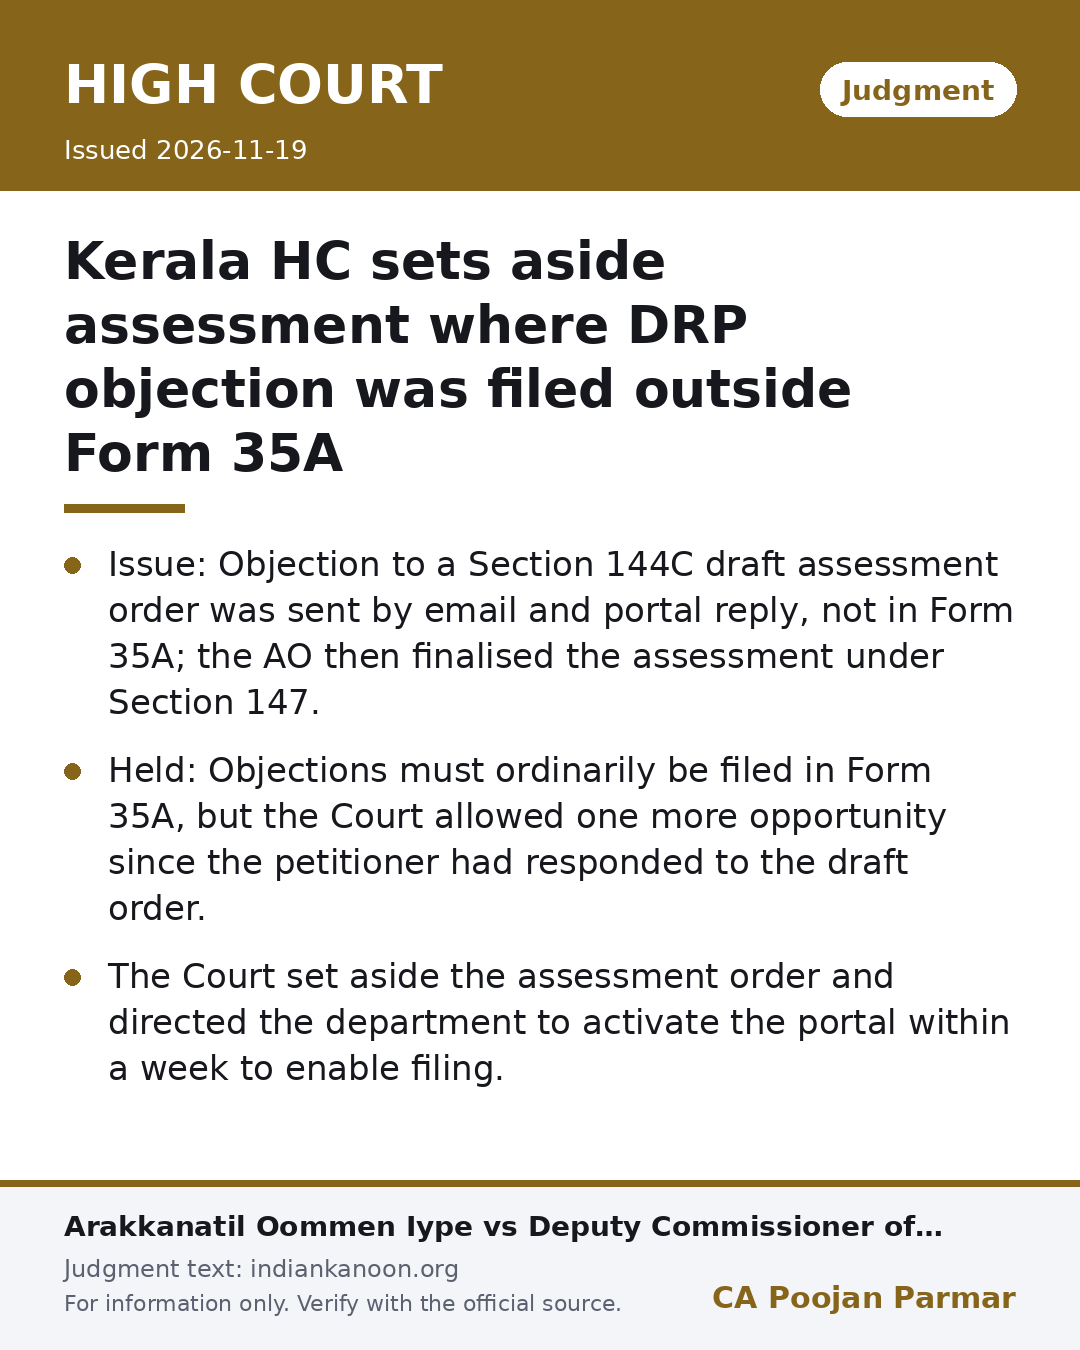 HIGH COURT
Judgment
Issued 2026-11-19
Kerala HC sets aside
assessment where DRP
objection was filed outside
Form 35A
Issue: Objection to a Section 144C draft assessment
order was sent by email and portal reply, not in Form
35A; the AO then finalised the assessment under
Section 147.
Held: Objections must ordinarily be filed in Form
35A, but the Court allowed one more opportunity
since the petitioner had responded to the draft
order.
The Court set aside the assessment order and
directed the department to activate the portal within
a week to enable filing.
Arakkanatil Oommen Iype vs Deputy Commissioner of…
Judgment text: indiankanoon.org
For information only. Verify with the official source.
CA Poojan Parmar